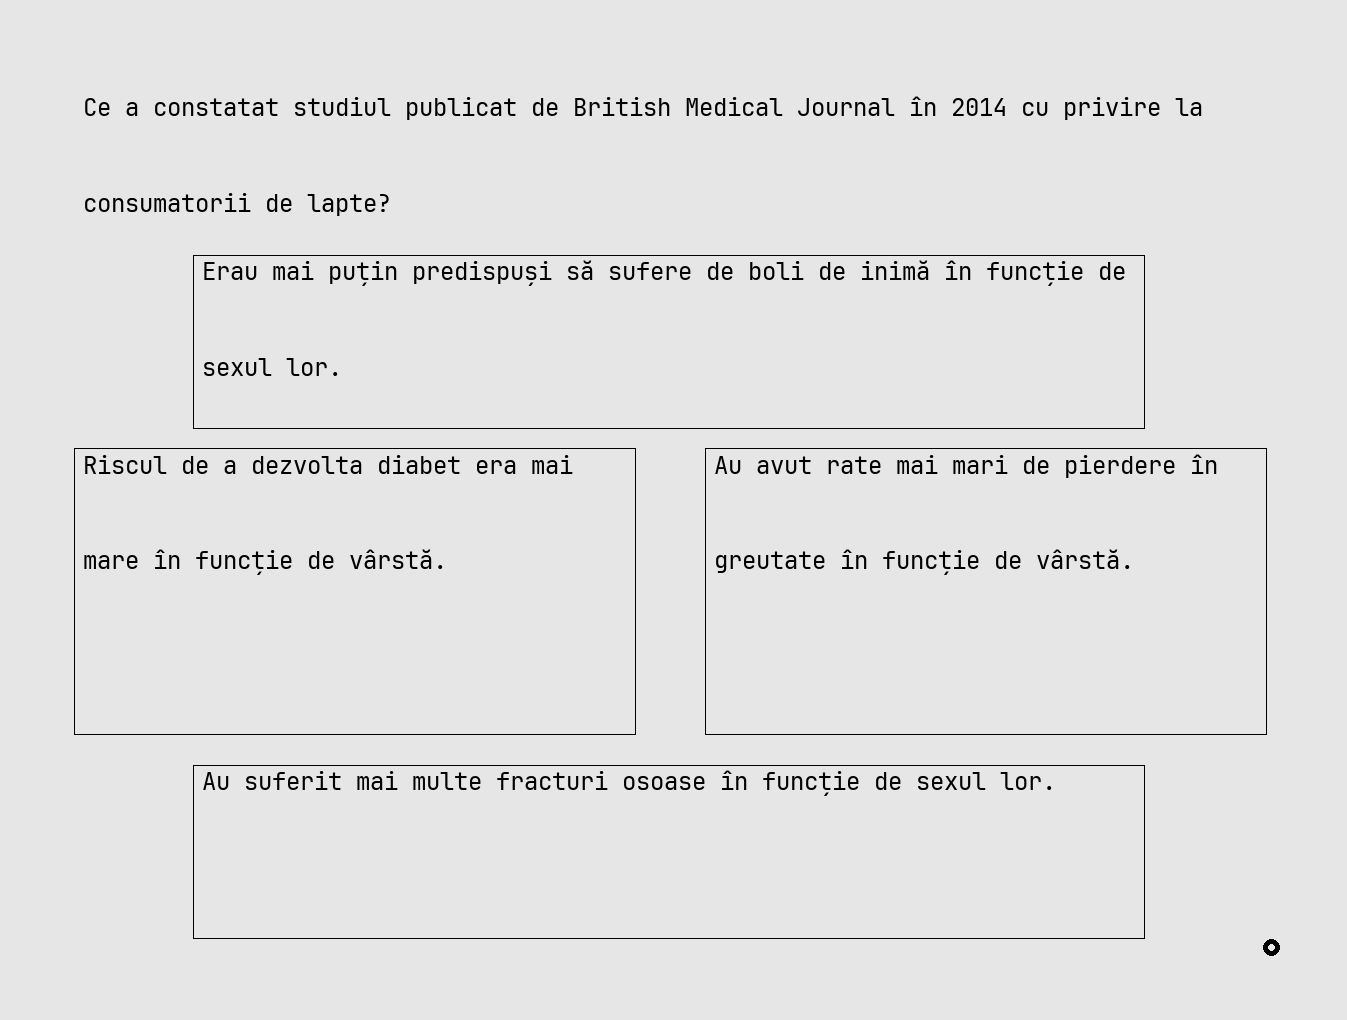 Ce a constatat studiul publicat de British Medical Journal în 2014 cu privire la
consumatorii de lapte?
Erau mai puțin predispuși să sufere de boli de inimă în funcție de
sexul lor.
Riscul de a dezvolta diabet era mai
mare în funcție de vârstă.
Au avut rate mai mari de pierdere în
greutate în funcție de vârstă.
Au suferit mai multe fracturi osoase în funcție de sexul lor.